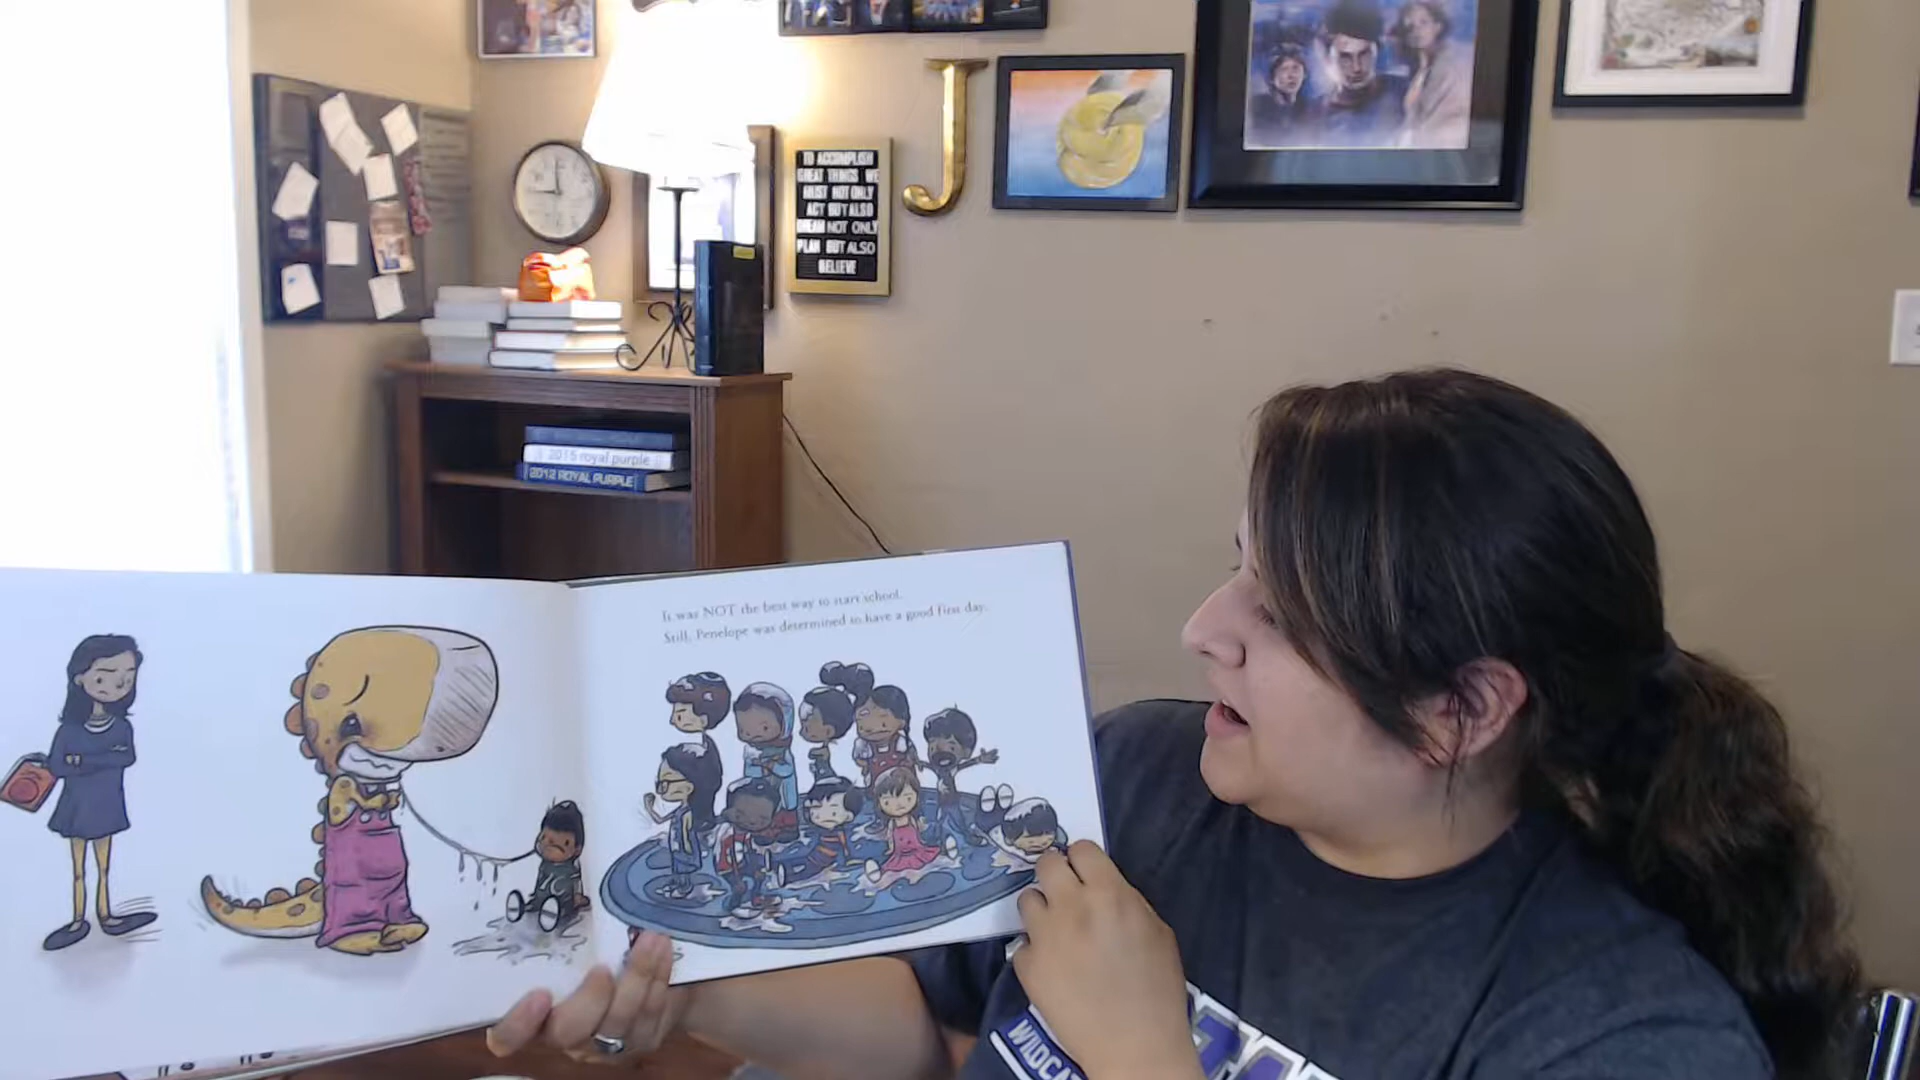 TO ACCOMPLISH
GREAT THINGS WE
MUST NOT ONLY
ACT BUT ALSO
DREAM NOT ONLY
PLAN BUT ALSO
BELIEVE
J
2015 royal purple
2012 ROYAL PURPLE
It was NOT the best way to start school.
Still, Penelope was determined to have a good first day.